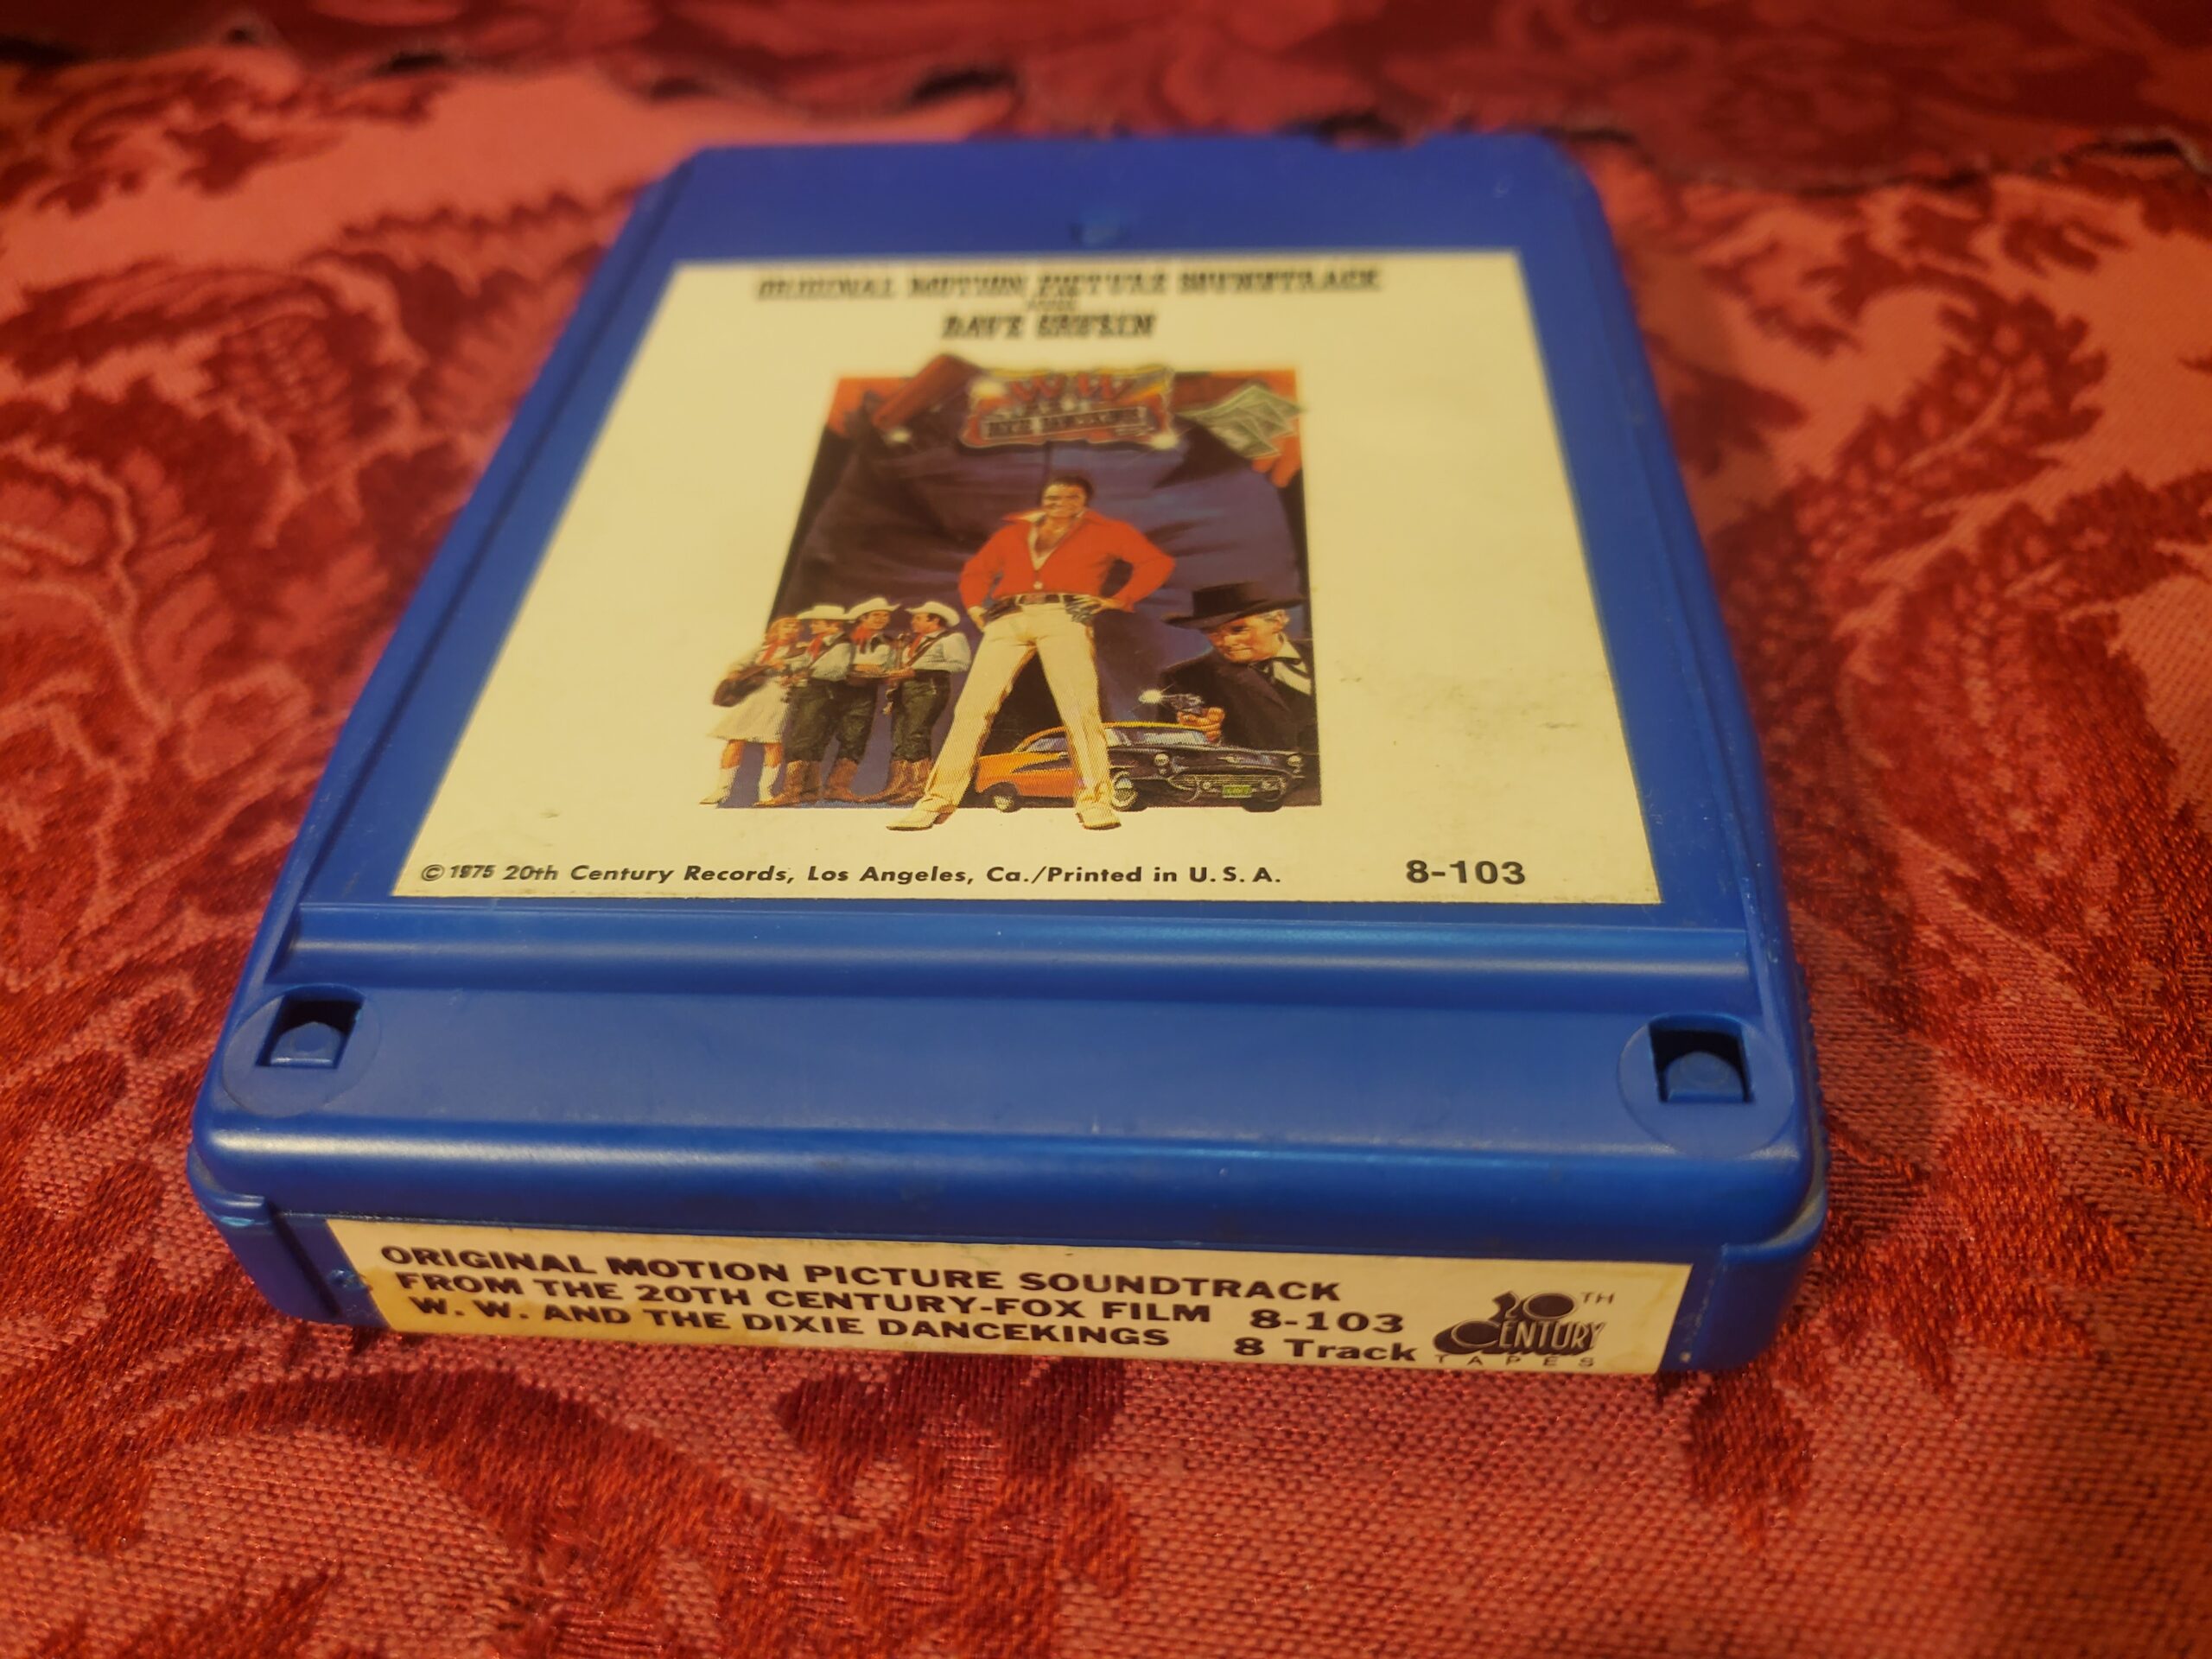 ORIGINAL MOTION PICTURE SOUNDTRACK
DAVE GRUSIN
W W
©1975 20th Century Records, Los Angeles, Ca./Printed in U.S.A.
8-103
ORIGINAL MOTION PICTURE SOUNDTRACK
FROM THE 20TH CENTURY-FOX FILM 8-103
W. W. AND THE DIXIE DANCEKINGS 8 Track
20TH
CENTURY
TAPES